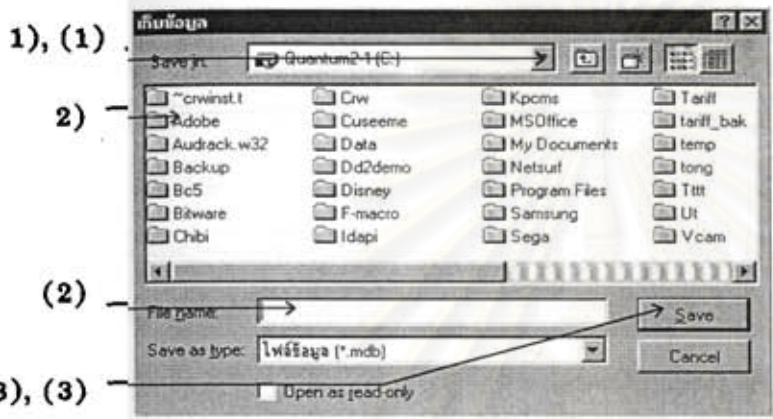 เก็บข้อมูล
1), (1)
Save in: Quantum2-1 (C:)
2)
~crwinst.t Crw Kpcms Tariff
Adobe Cuseeme MSOffice tariff_bak
Audrack.w32 Data My Documents temp
Backup Dd2demo Netsurf tong
Bc5 Disney Program Files Tttt
Bitware F-macro Samsung Ut
Chibi Idapi Sega Vcam
(2)
File name: Save
Save as type: ไฟล์ข้อมูล (*.mdb) Cancel
3), (3)
Open as read-only